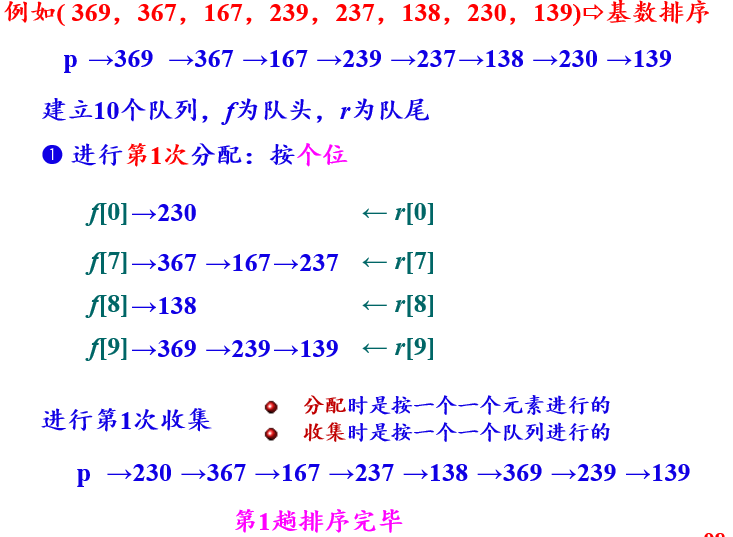 例如( 369，367，167，239，237，138，230，139)⇨基数排序
p →369 →367 →167 →239 →237→138 →230 →139
建立10个队列，f为队头，r为队尾
❶ 进行第1次分配：按个位
f[0]→230 ← r[0]
f[7]→367 →167→237 ← r[7]
f[8]→138 ← r[8]
f[9]→369 →239→139 ← r[9]
进行第1次收集
分配时是按一个一个元素进行的
收集时是按一个一个队列进行的
p →230 →367 →167 →237 →138 →369 →239 →139
第1趟排序完毕